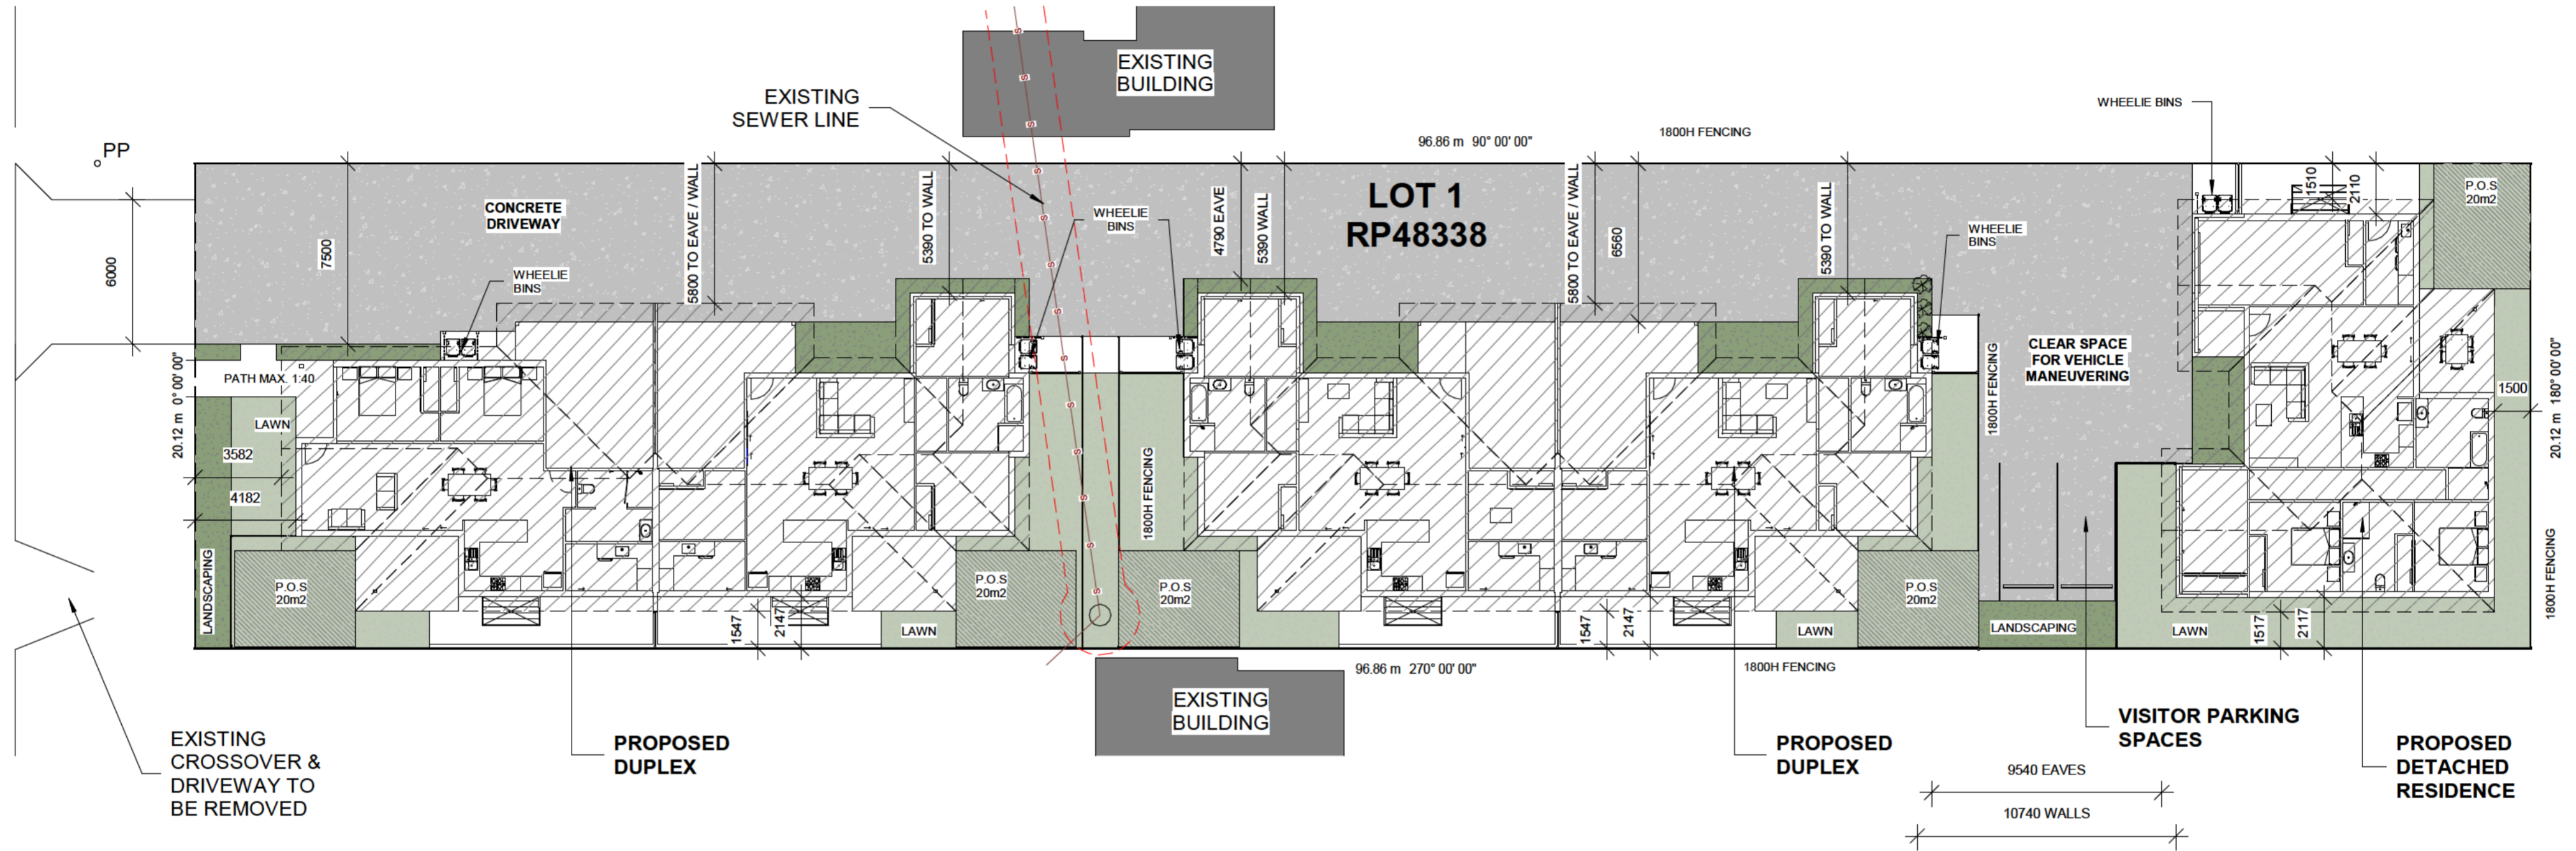 EXISTING
BUILDING
EXISTING
SEWER LINE
WHEELIE BINS
1800H FENCING
96.86 m 90° 00' 00"
PP
LOT 1
RP48338
CONCRETE
DRIVEWAY
7500
6000
5800 TO EAVE / WALL
5390 TO WALL
WHEELIE
BINS
4790 EAVE
5390 WALL
5800 TO EAVE / WALL
6560
5390 TO WALL
WHEELIE
BINS
1510
2110
P.O.S
20m2
WHEELIE
BINS
CLEAR SPACE
FOR VEHICLE
MANEUVERING
1800H FENCING
1500
20.12 m 180° 00' 00"
20.12 m 0° 00' 00"
PATH MAX. 1:40
LAWN
3582
4182
LANDSCAPING
P.O.S
20m2
1547
2147
LAWN
P.O.S
20m2
S
S
S
S
S
S
S
S
S
S
S
S
S
1800H FENCING
P.O.S
20m2
1547
2147
LAWN
P.O.S
20m2
LANDSCAPING
LAWN
1517
2117
1800H FENCING
96.86 m 270° 00' 00"
1800H FENCING
EXISTING
BUILDING
EXISTING
CROSSOVER &
DRIVEWAY TO
BE REMOVED
PROPOSED
DUPLEX
PROPOSED
DUPLEX
VISITOR PARKING
SPACES
PROPOSED
DETACHED
RESIDENCE
9540 EAVES
10740 WALLS